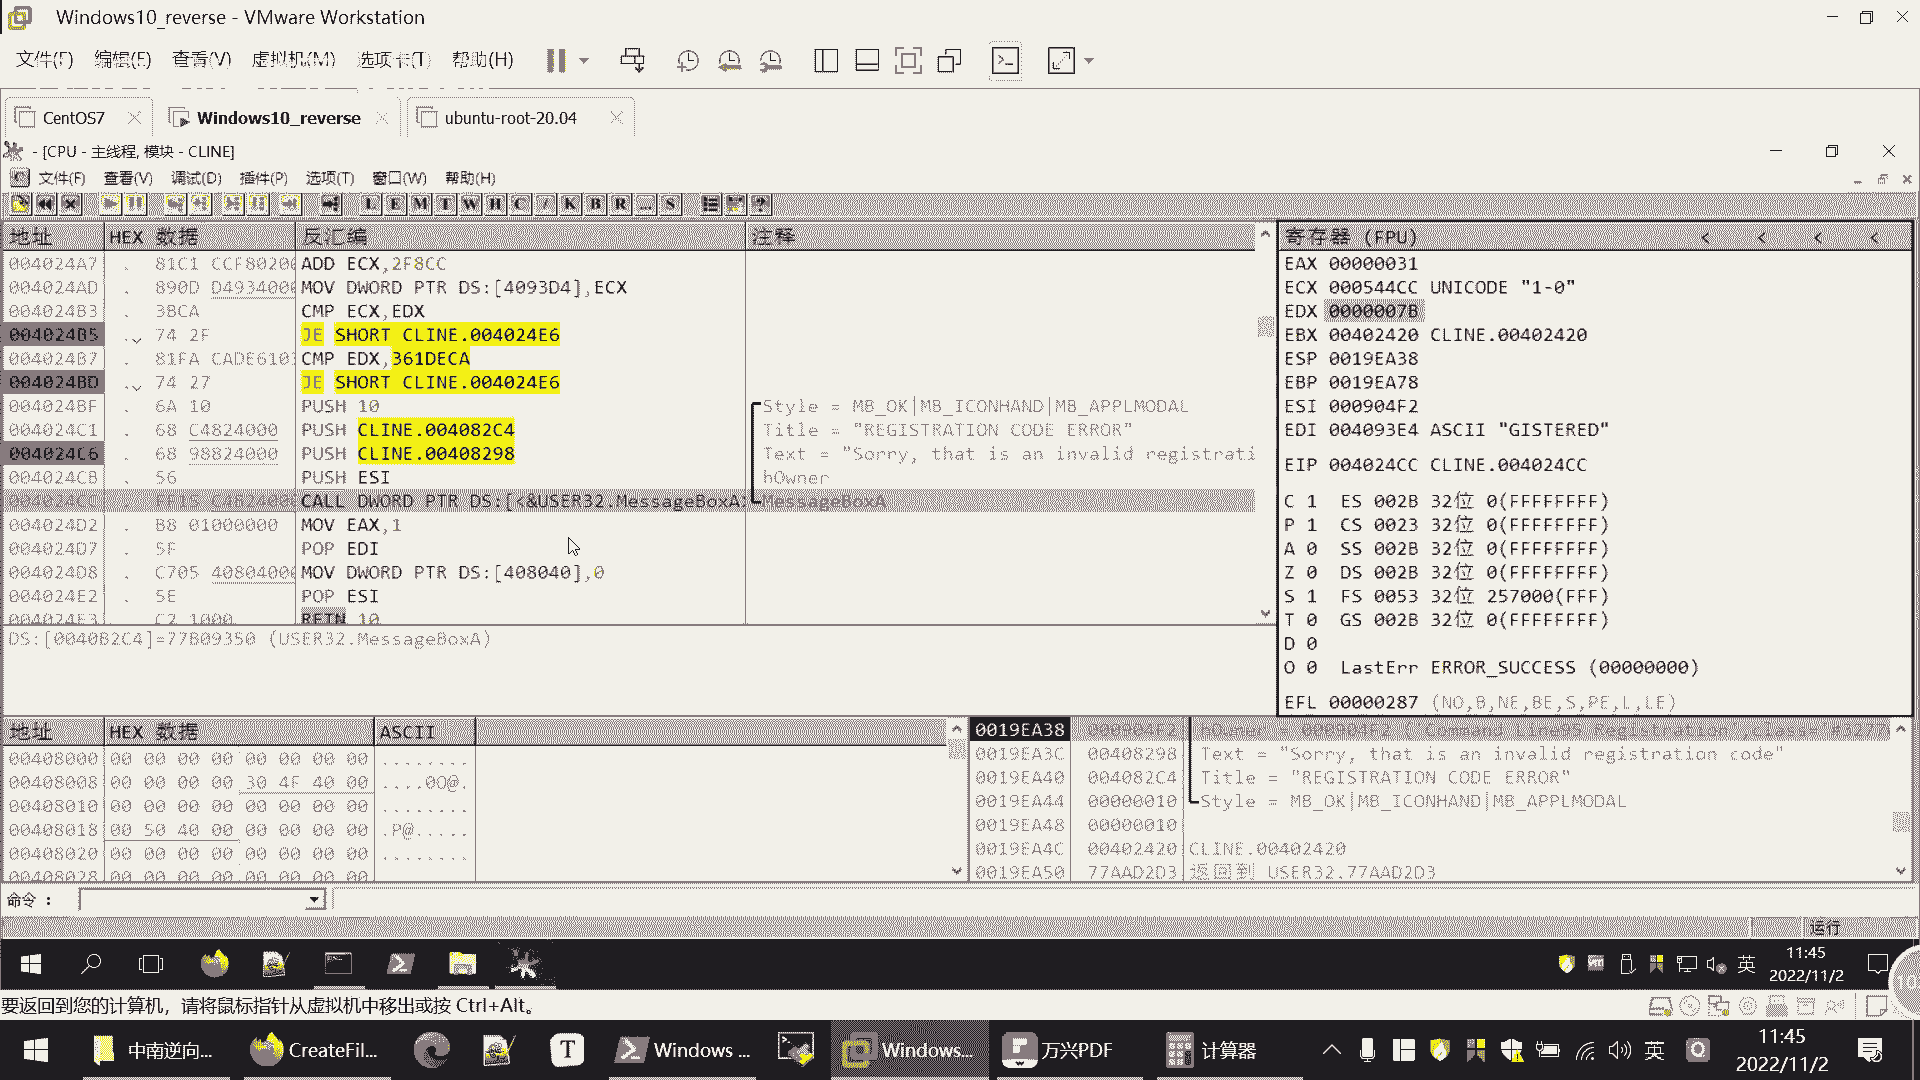 Windows10_reverse - VMware Workstation
文件(F) 编辑(E) 查看(V) 虚拟机(M) 选项卡(T) 帮助(H)
CentOS7 Windows10_reverse ubuntu-root-20.04
- [CPU - 主线程, 模块 - CLINE]
文件(F) 查看(V) 调试(D) 插件(P) 选项(T) 窗口(W) 帮助(H)
L E M T W H C / K B R ... S
地址 HEX 数据 反汇编 注释
004024A7 . 81C1 CCF80200 ADD ECX,2F8CC
004024AD . 890D D4934000 MOV DWORD PTR DS:[4093D4],ECX
004024B3 . 3BCA CMP ECX,EDX
004024B5 . 74 2F JE SHORT CLINE.004024E6
004024B7 . 81FA CADE6103 CMP EDX,361DECA
004024BD . 74 27 JE SHORT CLINE.004024E6
004024BF . 6A 10 PUSH 10 Style = MB_OK|MB_ICONHAND|MB_APPLMODAL
004024C1 . 68 C4824000 PUSH CLINE.004082C4 Title = "REGISTRATION CODE ERROR"
004024C6 . 68 98824000 PUSH CLINE.00408298 Text = "Sorry, that is an invalid registrati
004024CB . 56 PUSH ESI hOwner
004024CC . CALL DWORD PTR DS:[<&USER32.MessageBoxA> MessageBoxA
004024D2 . B8 01000000 MOV EAX,1
004024D7 . 5F POP EDI
004024D8 . C705 40804000 MOV DWORD PTR DS:[408040],0
004024E2 . 5E POP ESI
004024E3 . C2 1000 RETN 10
DS:[0040B2C4]=77B09350 (USER32.MessageBoxA)
寄存器 (FPU) < < < <
EAX 00000031
ECX 000544CC UNICODE "1-0"
EDX 0000007B
EBX 00402420 CLINE.00402420
ESP 0019EA38
EBP 0019EA78
ESI 000904F2
EDI 004093E4 ASCII "GISTERED"
EIP 004024CC CLINE.004024CC
C 1 ES 002B 32位 0(FFFFFFFF)
P 1 CS 0023 32位 0(FFFFFFFF)
A 0 SS 002B 32位 0(FFFFFFFF)
Z 0 DS 002B 32位 0(FFFFFFFF)
S 1 FS 0053 32位 257000(FFF)
T 0 GS 002B 32位 0(FFFFFFFF)
D 0
O 0 LastErr ERROR_SUCCESS (00000000)
EFL 00000287 (NO,B,NE,BE,S,PE,L,LE)
地址 HEX 数据 ASCII
00408000 00 00 00 00 00 00 00 00 ........
00408008 00 00 00 00 30 4F 40 00 ....0O@.
00408010 00 00 00 00 00 00 00 00 ........
00408018 00 50 40 00 00 00 00 00 .P@.....
00408020 00 00 00 00 00 00 00 00 ........
00408028 00 00 00 00 00 00 00 00 ........
0019EA38 000904F2 hOwner = 000904F2 ('Command Line95 Registration',class='#3277
0019EA3C 00408298 Text = "Sorry, that is an invalid registration code"
0019EA40 004082C4 Title = "REGISTRATION CODE ERROR"
0019EA44 00000010 Style = MB_OK|MB_ICONHAND|MB_APPLMODAL
0019EA48 00000010
0019EA4C 00402420 CLINE.00402420
0019EA50 77AAD2D3 返回到 USER32.77AAD2D3
命令 :
运行
英 11:45
2022/11/2
要返回到您的计算机，请将鼠标指针从虚拟机中移出或按 Ctrl+Alt。
中南逆向... CreateFil... T Windows ... Windows... 万兴PDF 计算器 英 11:45
2022/11/2